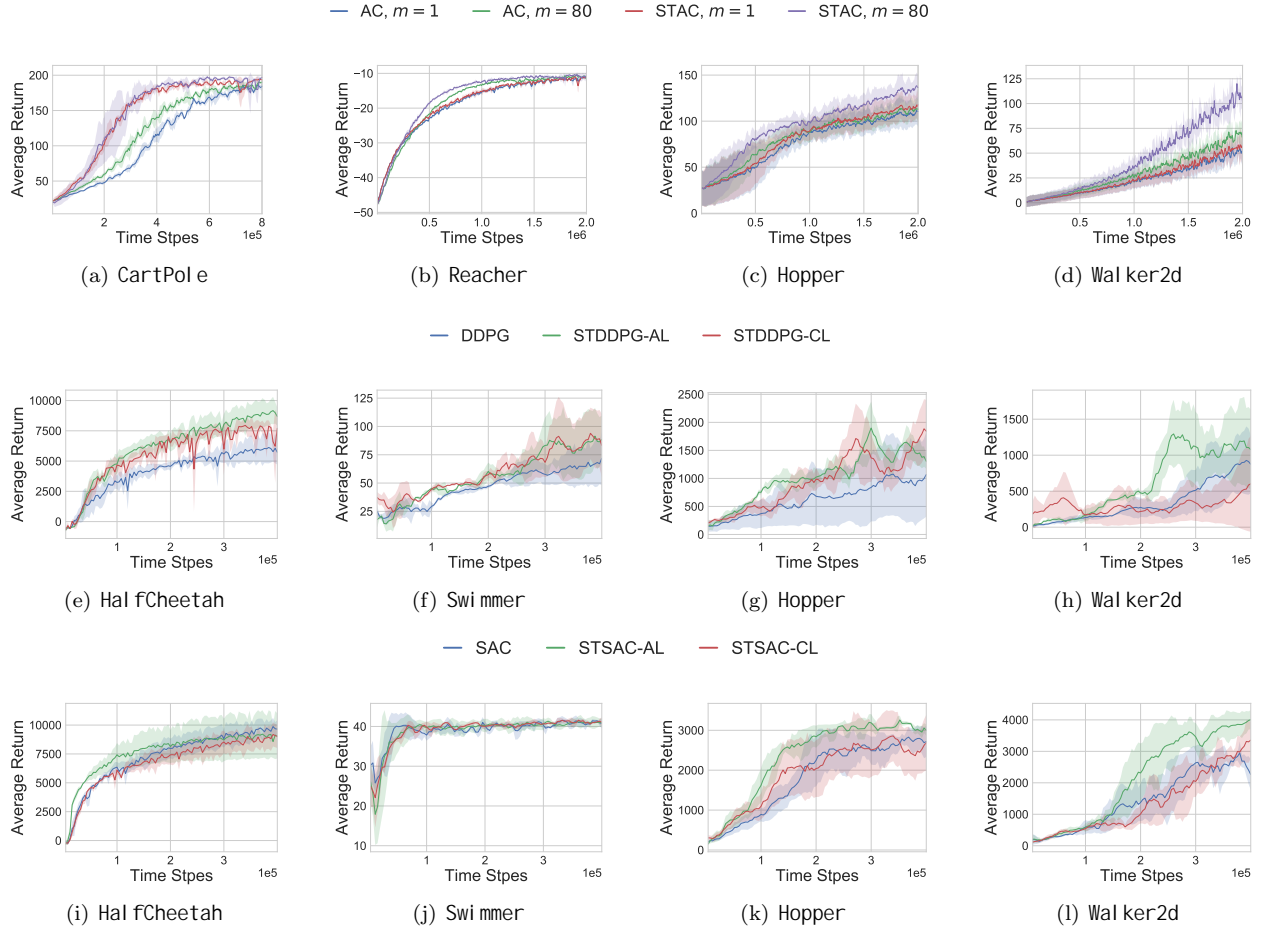 AC, m = 1 AC, m = 80 STAC, m = 1 STAC, m = 80
Average Return 200 150 100 50 2 4 6 8 Time Stpes 1e5
Average Return −10 −20 −30 −40 −50 0.5 1.0 1.5 2.0 Time Stpes 1e6
Average Return 150 100 50 0 0.5 1.0 1.5 2.0 Time Stpes 1e6
Average Return 125 100 75 50 25 0 0.5 1.0 1.5 2.0 Time Stpes 1e6
(a) CartPole (b) Reacher (c) Hopper (d) Walker2d
DDPG STDDPG-AL STDDPG-CL
Average Return 10000 7500 5000 2500 0 1 2 3 Time Stpes 1e5
Average Return 125 100 75 50 25 1 2 3 Time Stpes 1e5
Average Return 2500 2000 1500 1000 500 0 1 2 3 Time Stpes 1e5
Average Return 1500 1000 500 0 1 2 3 Time Stpes 1e5
(e) HalfCheetah (f) Swimmer (g) Hopper (h) Walker2d
SAC STSAC-AL STSAC-CL
Average Return 10000 7500 5000 2500 0 1 2 3 Time Stpes 1e5
Average Return 40 30 20 10 1 2 3 Time Stpes 1e5
Average Return 3000 2000 1000 0 1 2 3 Time Stpes 1e5
Average Return 4000 3000 2000 1000 0 1 2 3 Time Stpes 1e5
(i) HalfCheetah (j) Swimmer (k) Hopper (l) Walker2d